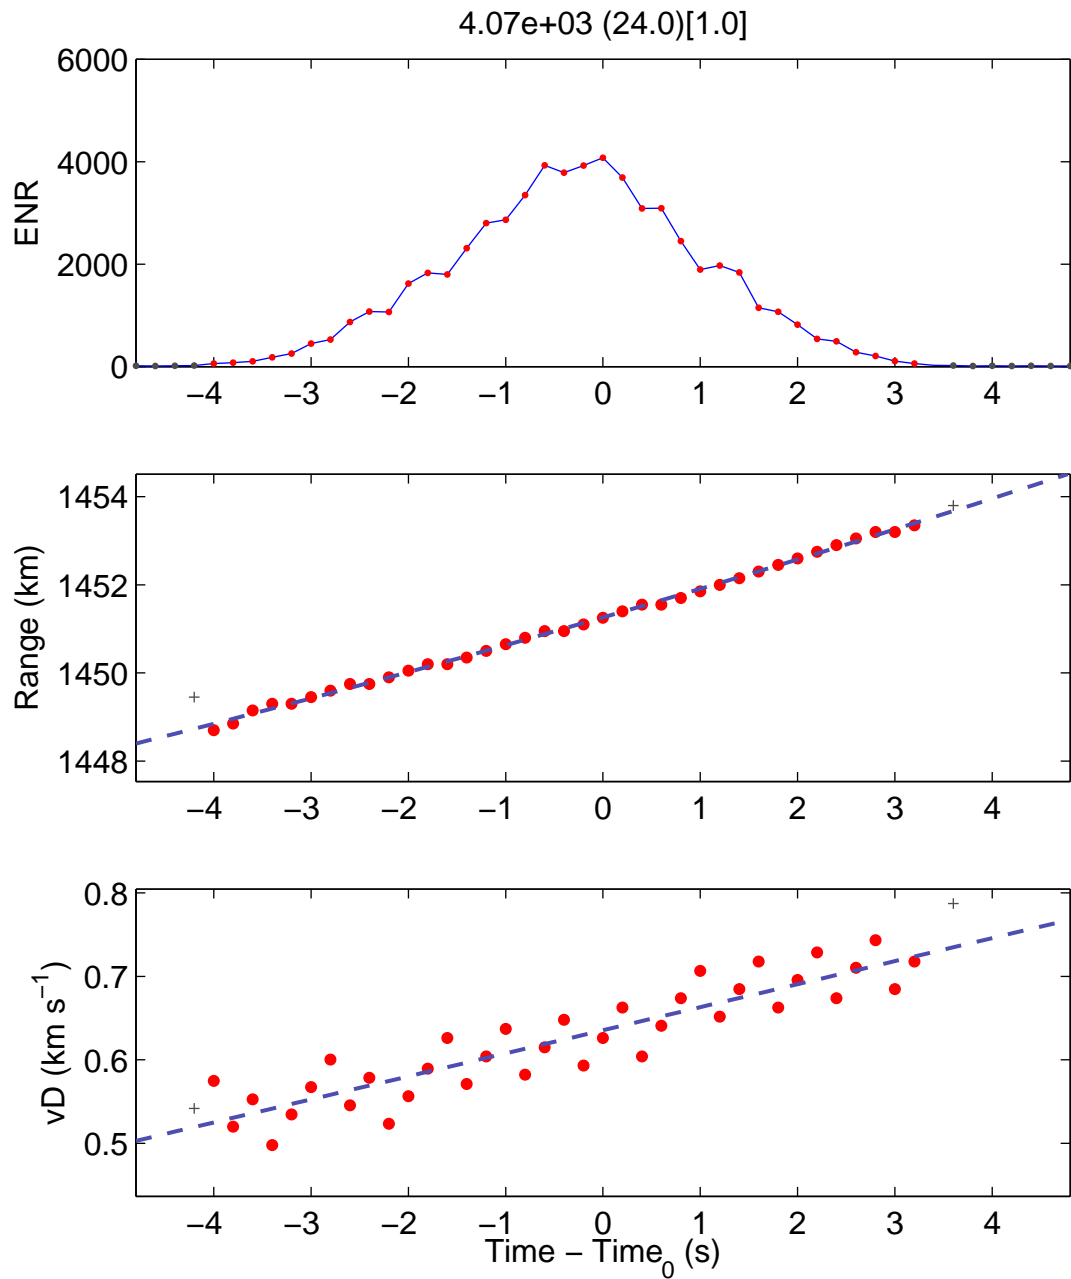 4.07e+03 (24.0)[1.0]
6000
4000
2000
0
ENR
−4 −3 −2 −1 0 1 2 3 4
1454
1452
1450
1448
Range (km)
−4 −3 −2 −1 0 1 2 3 4
0.8
0.7
0.6
0.5
vD (km s⁻¹)
−4 −3 −2 −1 0 1 2 3 4
Time − Time₀ (s)